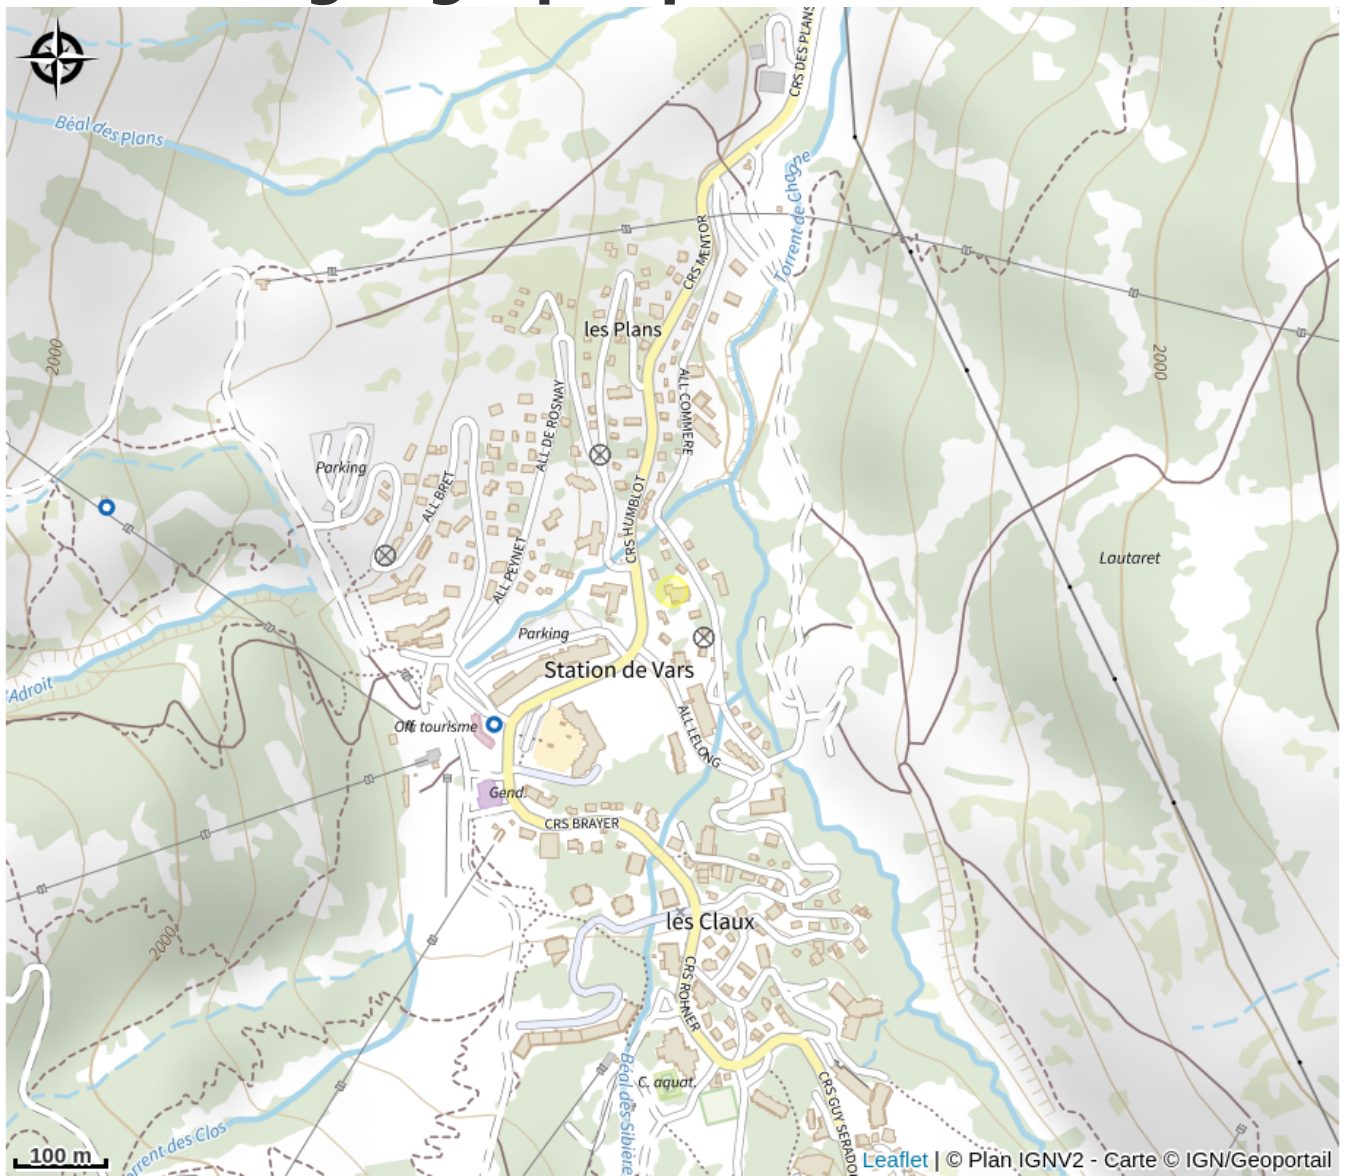 CRS DES PLANS
Béal des Plans
Torrent de Chagne
CRS MENTOR
les Plans
2000
2000
ALL DE ROSNAY
ALL COMMERE
Parking
ALL BRET
CRS HUMBLOT
ALL PEYNET
Lautaret
Parking
Station de Vars
'Adroit
Off. tourisme
ALL LELONG
Gend.
CRS BRAYER
les Claux
2000
CRS ROHNER
C. aquat.
Béal des Sibière
CRS GUY SERADO
rrent des Clos
100 m
Leaflet | © Plan IGNV2 - Carte © IGN/Geoportail